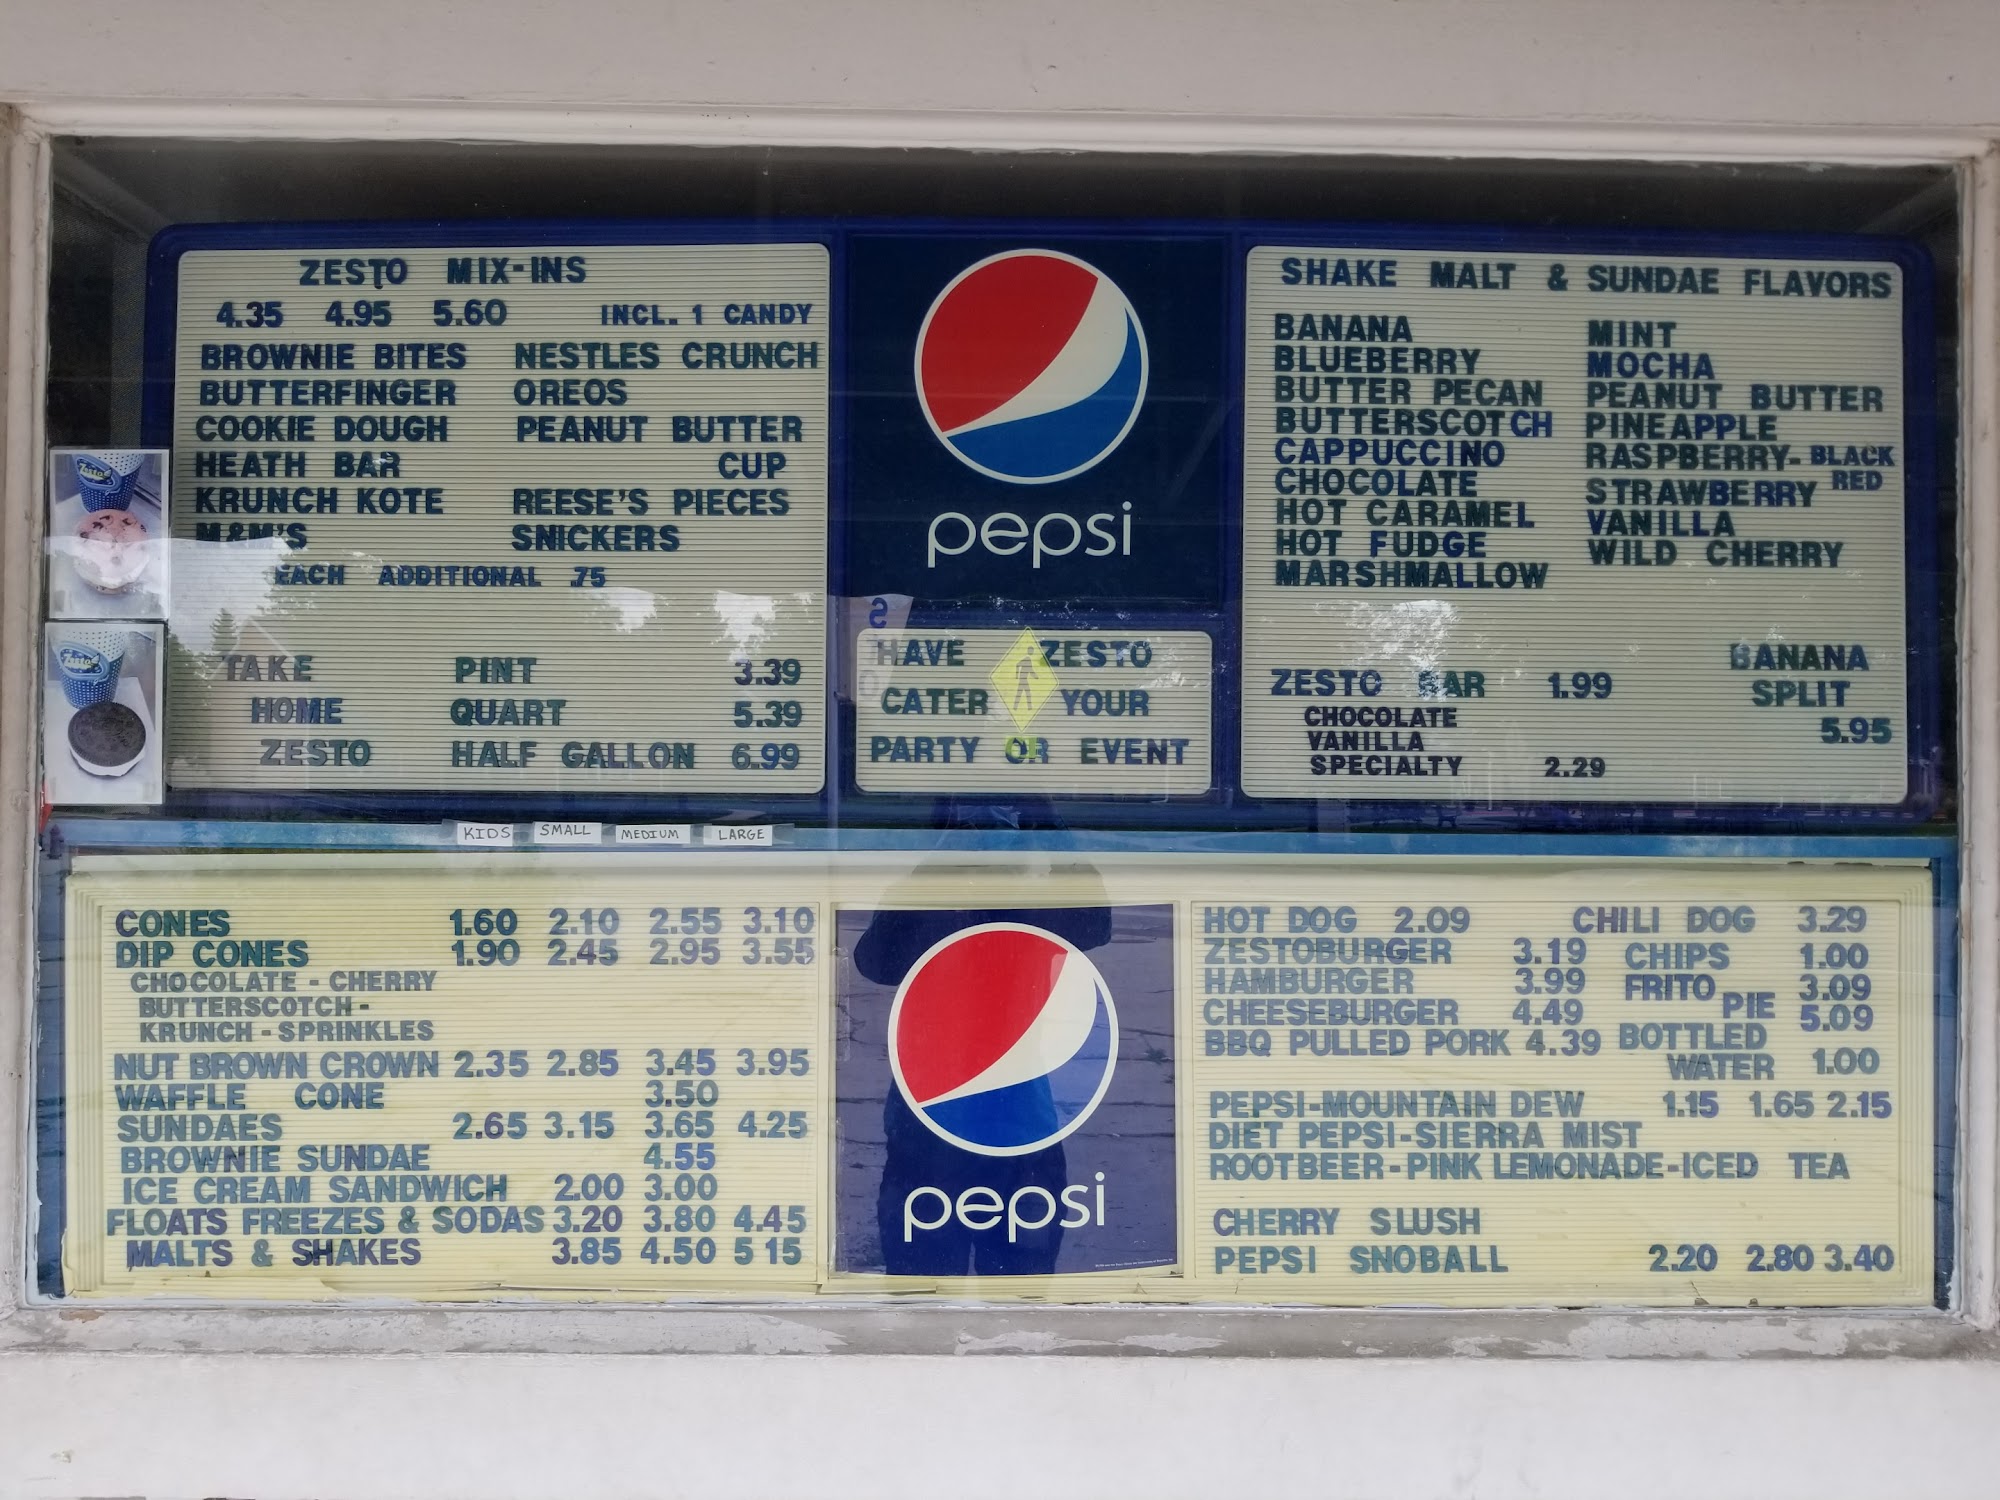 ZESTO MIX-INS
4.35 4.95 5.60 INCL. 1 CANDY
BROWNIE BITES NESTLES CRUNCH
BUTTERFINGER OREOS
COOKIE DOUGH PEANUT BUTTER
HEATH BAR CUP
KRUNCH KOTE REESE'S PIECES
M&M'S SNICKERS
EACH ADDITIONAL .75
TAKE PINT 3.39
HOME QUART 5.39
ZESTO HALF GALLON 6.99
pepsi
HAVE ZESTO
CATER YOUR
PARTY OR EVENT
SHAKE MALT & SUNDAE FLAVORS
BANANA MINT
BLUEBERRY MOCHA
BUTTER PECAN PEANUT BUTTER
BUTTERSCOTCH PINEAPPLE
CAPPUCCINO RASPBERRY-BLACK
RED
CHOCOLATE STRAWBERRY
HOT CARAMEL VANILLA
HOT FUDGE WILD CHERRY
MARSHMALLOW
ZESTO BAR 1.99
CHOCOLATE
VANILLA
SPECIALTY 2.29
BANANA
SPLIT
5.95
Zesto
Zesto
KIDS SMALL MEDIUM LARGE
CONES 1.60 2.10 2.55 3.10
DIP CONES 1.90 2.45 2.95 3.55
CHOCOLATE - CHERRY
BUTTERSCOTCH -
KRUNCH - SPRINKLES
NUT BROWN CROWN 2.35 2.85 3.45 3.95
WAFFLE CONE 3.50
SUNDAES 2.65 3.15 3.65 4.25
BROWNIE SUNDAE 4.55
ICE CREAM SANDWICH 2.00 3.00
FLOATS FREEZES & SODAS 3.20 3.80 4.45
MALTS & SHAKES 3.85 4.50 5 15
pepsi
HOT DOG 2.09 CHILI DOG 3.29
ZESTOBURGER 3.19 CHIPS 1.00
HAMBURGER 3.99 FRITO 3.09
PIE 5.09
CHEESEBURGER 4.49
BBQ PULLED PORK 4.39 BOTTLED
WATER 1.00
PEPSI-MOUNTAIN DEW 1.15 1.65 2.15
DIET PEPSI-SIERRA MIST
ROOTBEER-PINK LEMONADE-ICED TEA
CHERRY SLUSH
PEPSI SNOBALL 2.20 2.80 3.40